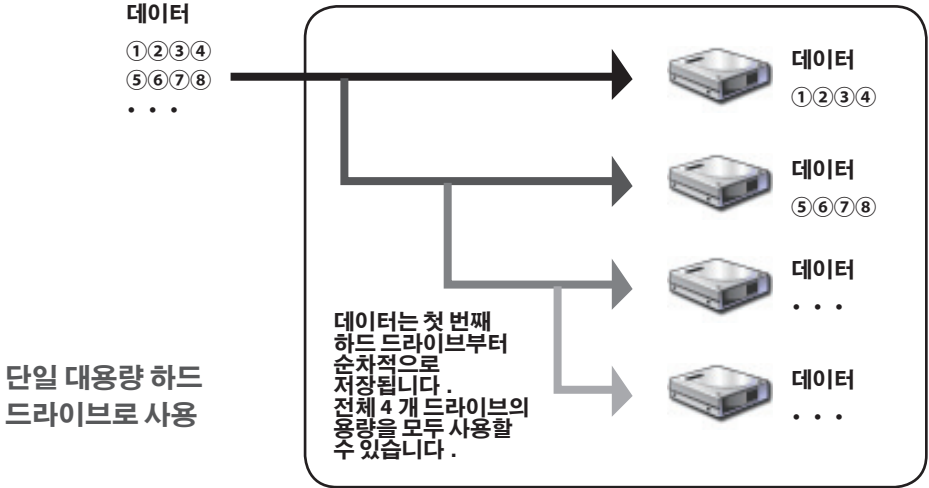 데이터
①②③④
⑤⑥⑦⑧
・・・
데이터
①②③④
데이터
⑤⑥⑦⑧
데이터
・・・
데이터
・・・
데이터는 첫 번째
하드 드라이브부터
순차적으로
저장됩니다 .
전체 4 개 드라이브의
용량을 모두 사용할
수 있습니다 .
단일 대용량 하드
드라이브로 사용